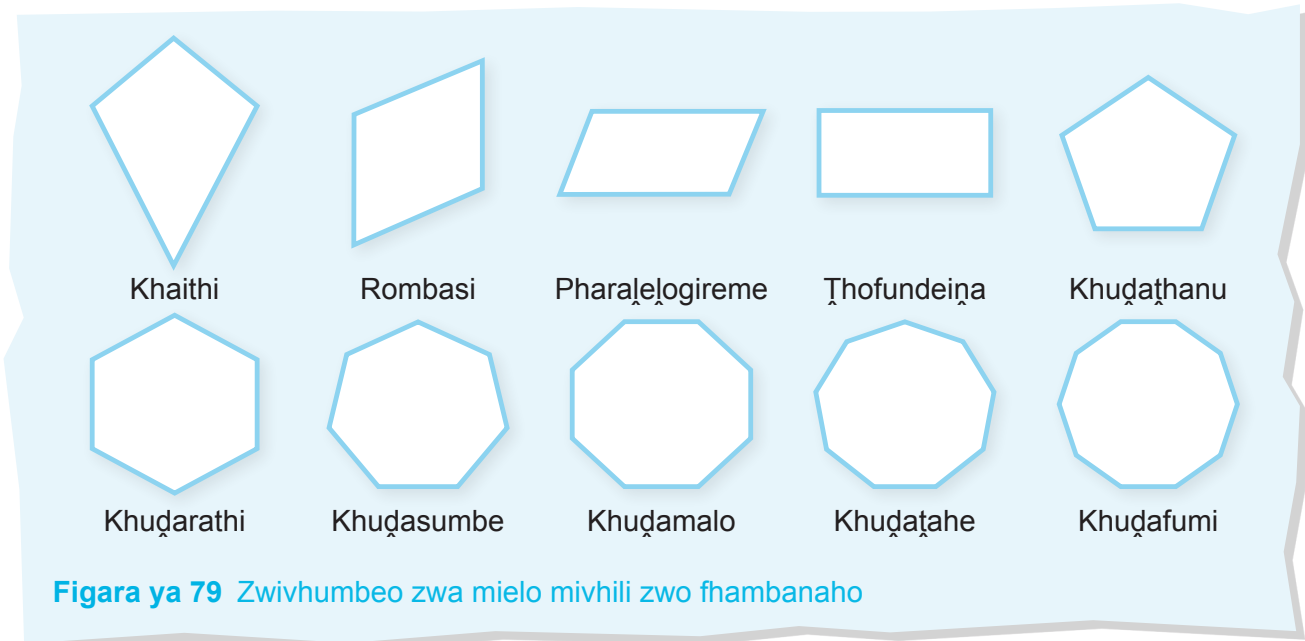 Khaithi Rombasi Pharaḽeḽogireme Ṱhofundeiṋa Khuḓaṱhanu
Khuḓarathi Khuḓasumbe Khuḓamalo Khuḓaṱahe Khuḓafumi
Figara ya 79 Zwivhumbeo zwa mielo mivhili zwo fhambanaho